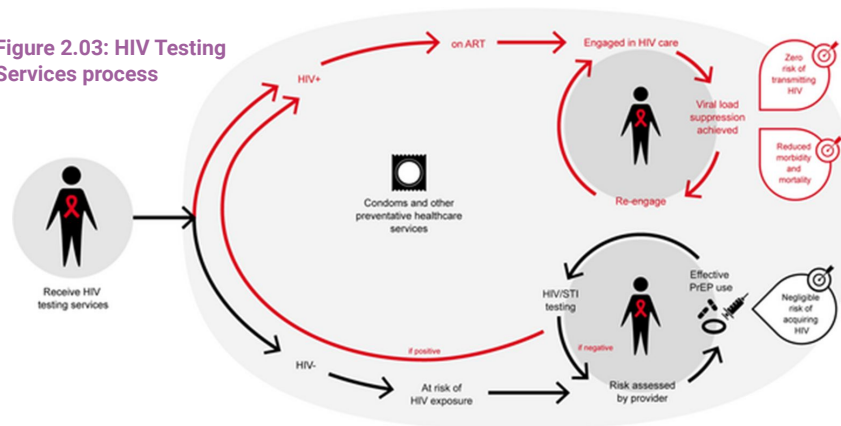 Figure 2.03: HIV Testing
Services process
Receive HIV
testing services
HIV+
on ART
Engaged in HIV care
Viral load
suppression
achieved
Re-engage
Zero
risk of
transmitting
HIV
Reduced
morbidity
and
mortality
Condoms and other
preventative healthcare
services
HIV/STI
testing
Effective
PrEP use
Negligible
risk of
acquiring
HIV
if positive
if negative
HIV-
At risk of
HIV exposure
Risk assessed
by provider